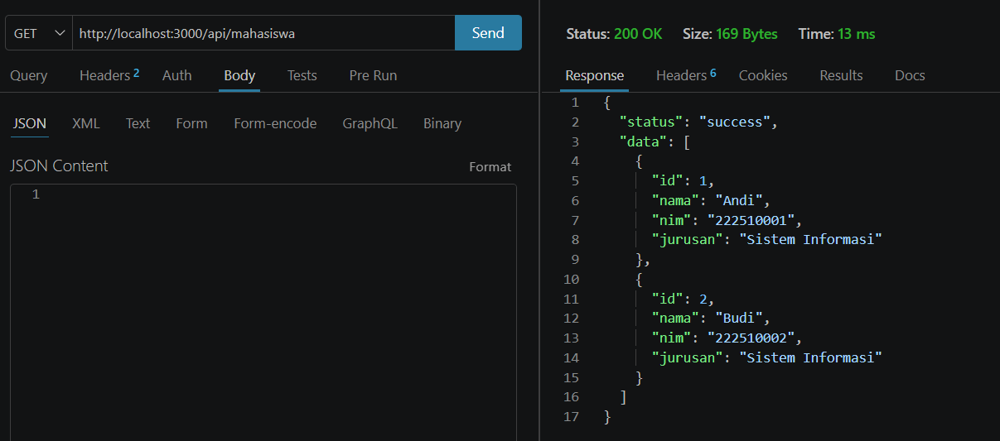 GET http://localhost:3000/api/mahasiswa Send
Query Headers 2 Auth Body Tests Pre Run
JSON XML Text Form Form-encode GraphQL Binary
JSON Content Format
1
Status: 200 OK Size: 169 Bytes Time: 13 ms
Response Headers 6 Cookies Results Docs
1 {
2 "status": "success",
3 "data": [
4 {
5 "id": 1,
6 "nama": "Andi",
7 "nim": "222510001",
8 "jurusan": "Sistem Informasi"
9 },
10 {
11 "id": 2,
12 "nama": "Budi",
13 "nim": "222510002",
14 "jurusan": "Sistem Informasi"
15 }
16 ]
17 }